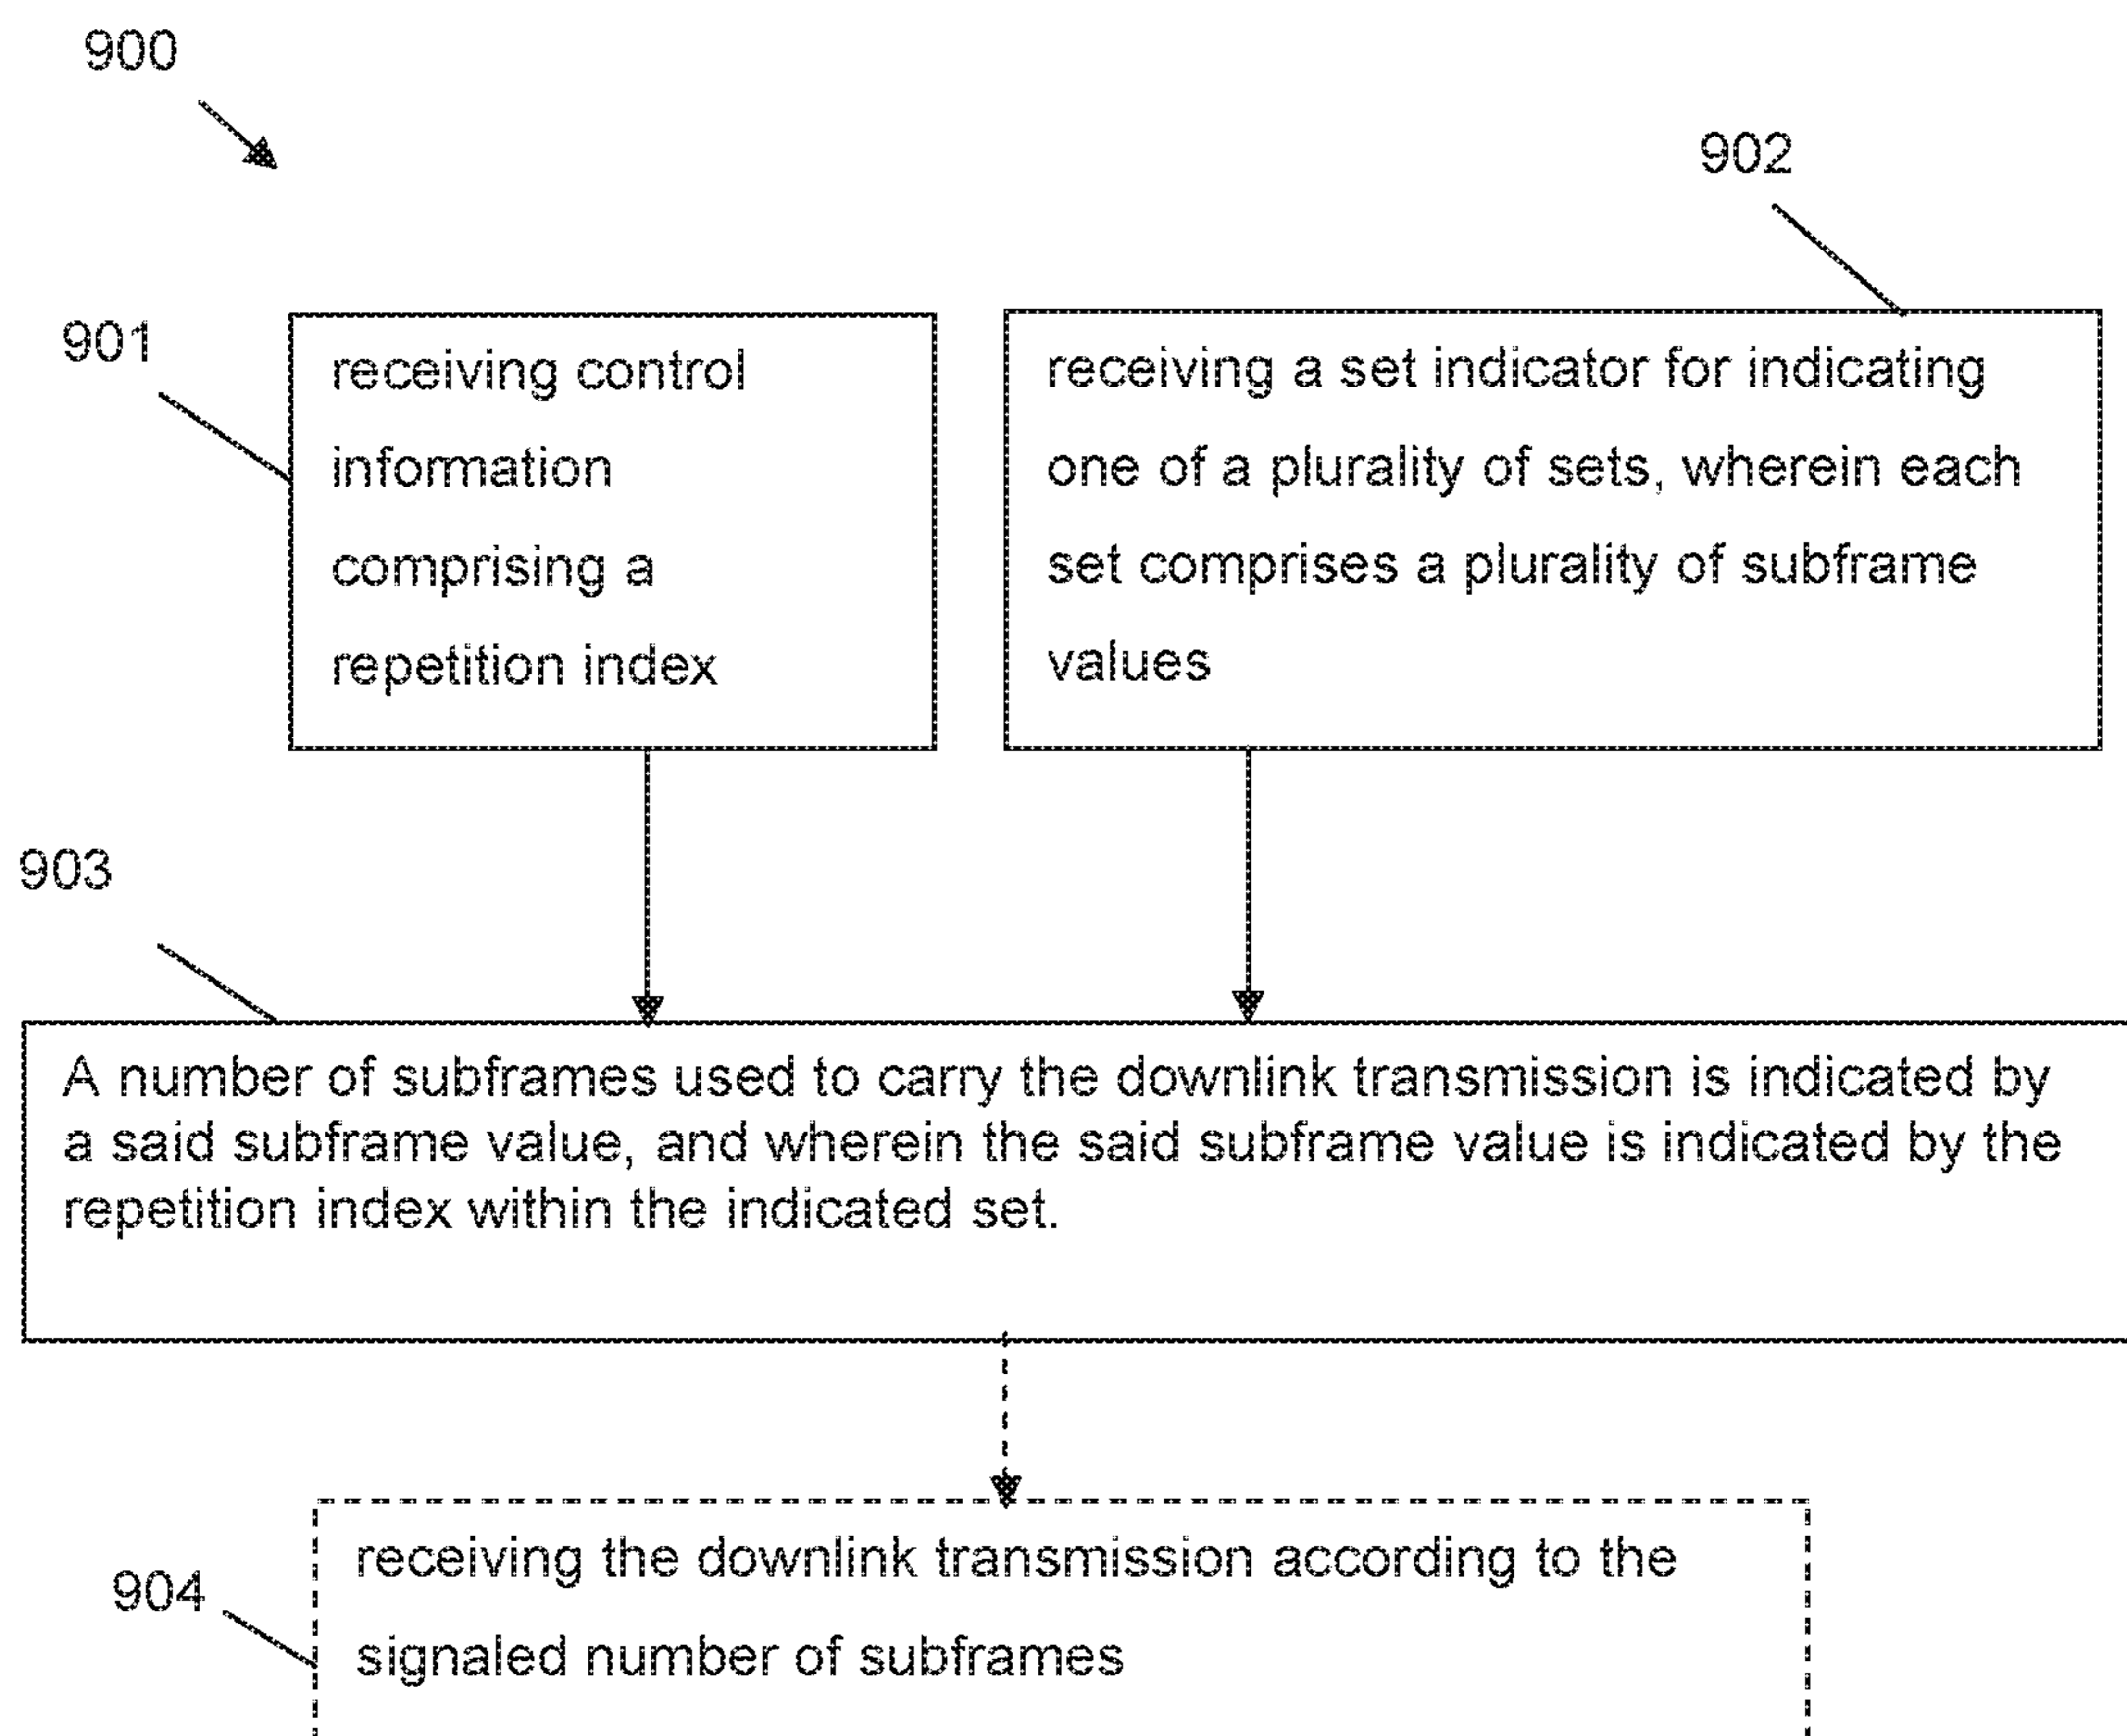 900
902
901
receiving control
information
comprising a
repetition index
receiving a set indicator for indicating
one of a plurality of sets, wherein each
set comprises a plurality of subframe
values
903
A number of subframes used to carry the downlink transmission is indicated by
a said subframe value, and wherein the said subframe value is indicated by the
repetition index within the indicated set.
904
receiving the downlink transmission according to the
signaled number of subframes